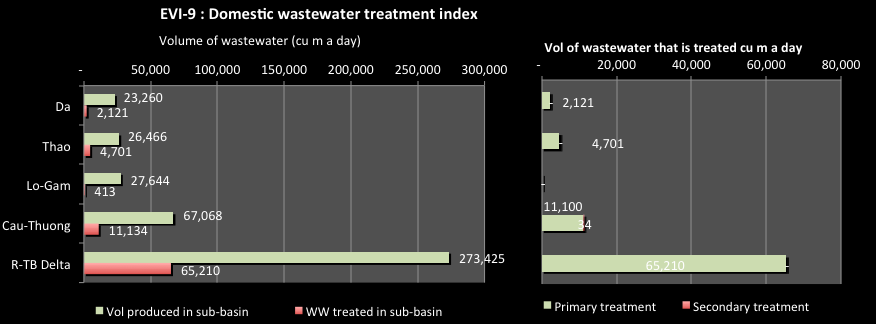 EVI-9 : Domestic wastewater treatment index
Volume of wastewater (cu m a day)
- 50,000 100,000 150,000 200,000 250,000 300,000
Da 23,260
2,121
Thao 26,466
4,701
Lo-Gam 27,644
413
Cau-Thuong 67,068
11,134
R-TB Delta 273,425
65,210
Vol produced in sub-basin WW treated in sub-basin
Vol of wastewater that is treated cu m a day
- 20,000 40,000 60,000 80,000
2,121
4,701
11,100
34
65,210
Primary treatment Secondary treatment